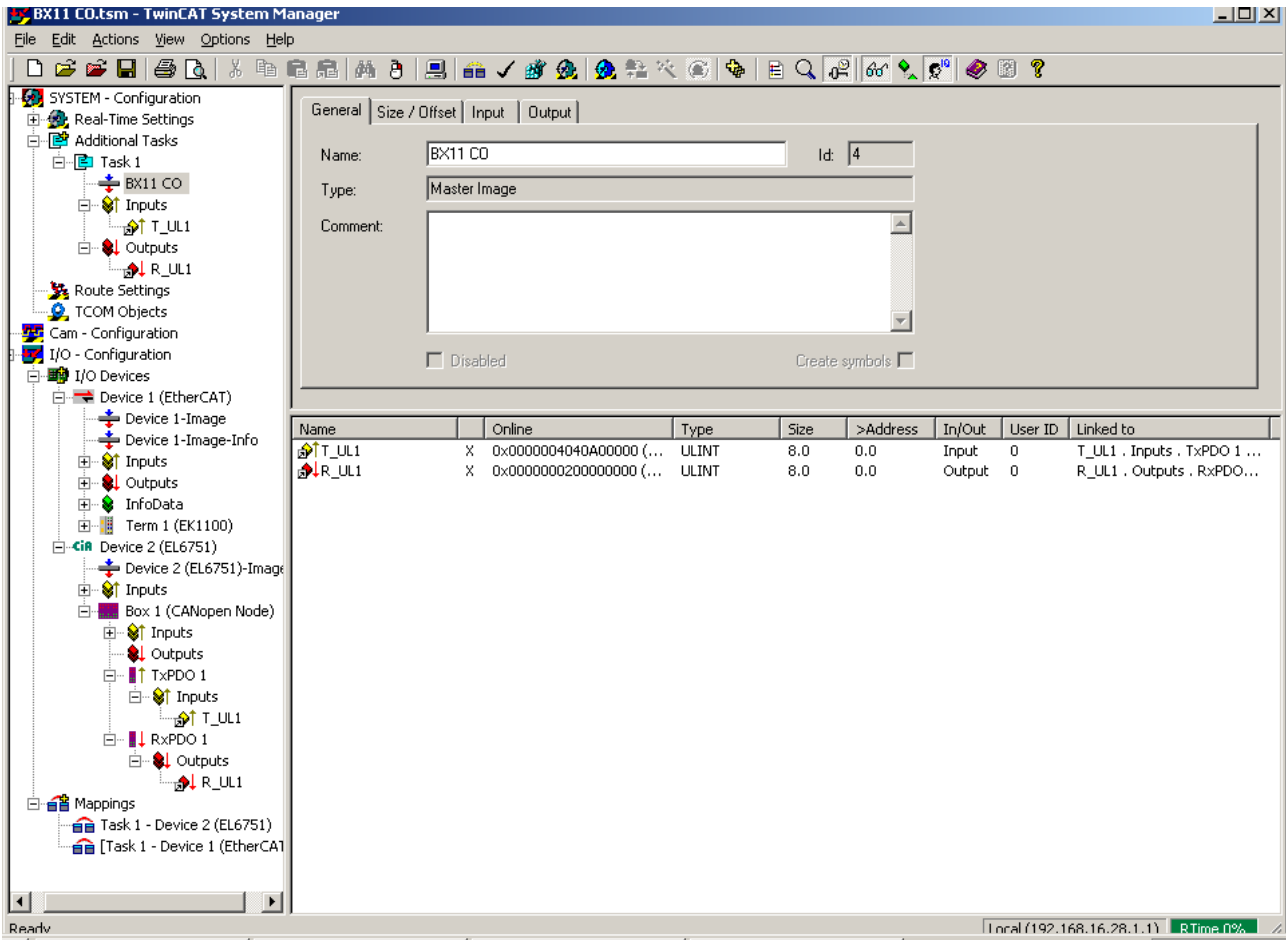 BX11 CO.tsm - TwinCAT System Manager
File Edit Actions View Options Help
SYSTEM - Configuration
Real-Time Settings
Additional Tasks
Task 1
BX11 CO
Inputs
T_UL1
Outputs
R_UL1
Route Settings
TCOM Objects
Cam - Configuration
I/O - Configuration
I/O Devices
Device 1 (EtherCAT)
Device 1-Image
Device 1-Image-Info
Inputs
Outputs
InfoData
Term 1 (EK1100)
CiA Device 2 (EL6751)
Device 2 (EL6751)-Image
Inputs
Box 1 (CANopen Node)
Inputs
Outputs
TxPDO 1
Inputs
T_UL1
RxPDO 1
Outputs
R_UL1
Mappings
Task 1 - Device 2 (EL6751)
[Task 1 - Device 1 (EtherCAT
General Size / Offset Input Output
Name: BX11 CO Id: 4
Type: Master Image
Comment:
Disabled Create symbols
Name Online Type Size >Address In/Out User ID Linked to
T_UL1 X 0x0000004040A00000 (... ULINT 8.0 0.0 Input 0 T_UL1 . Inputs . TxPDO 1 ...
R_UL1 X 0x0000000200000000 (... ULINT 8.0 0.0 Output 0 R_UL1 . Outputs . RxPDO...
Ready Local (192.168.16.28.1.1) RTime 0%